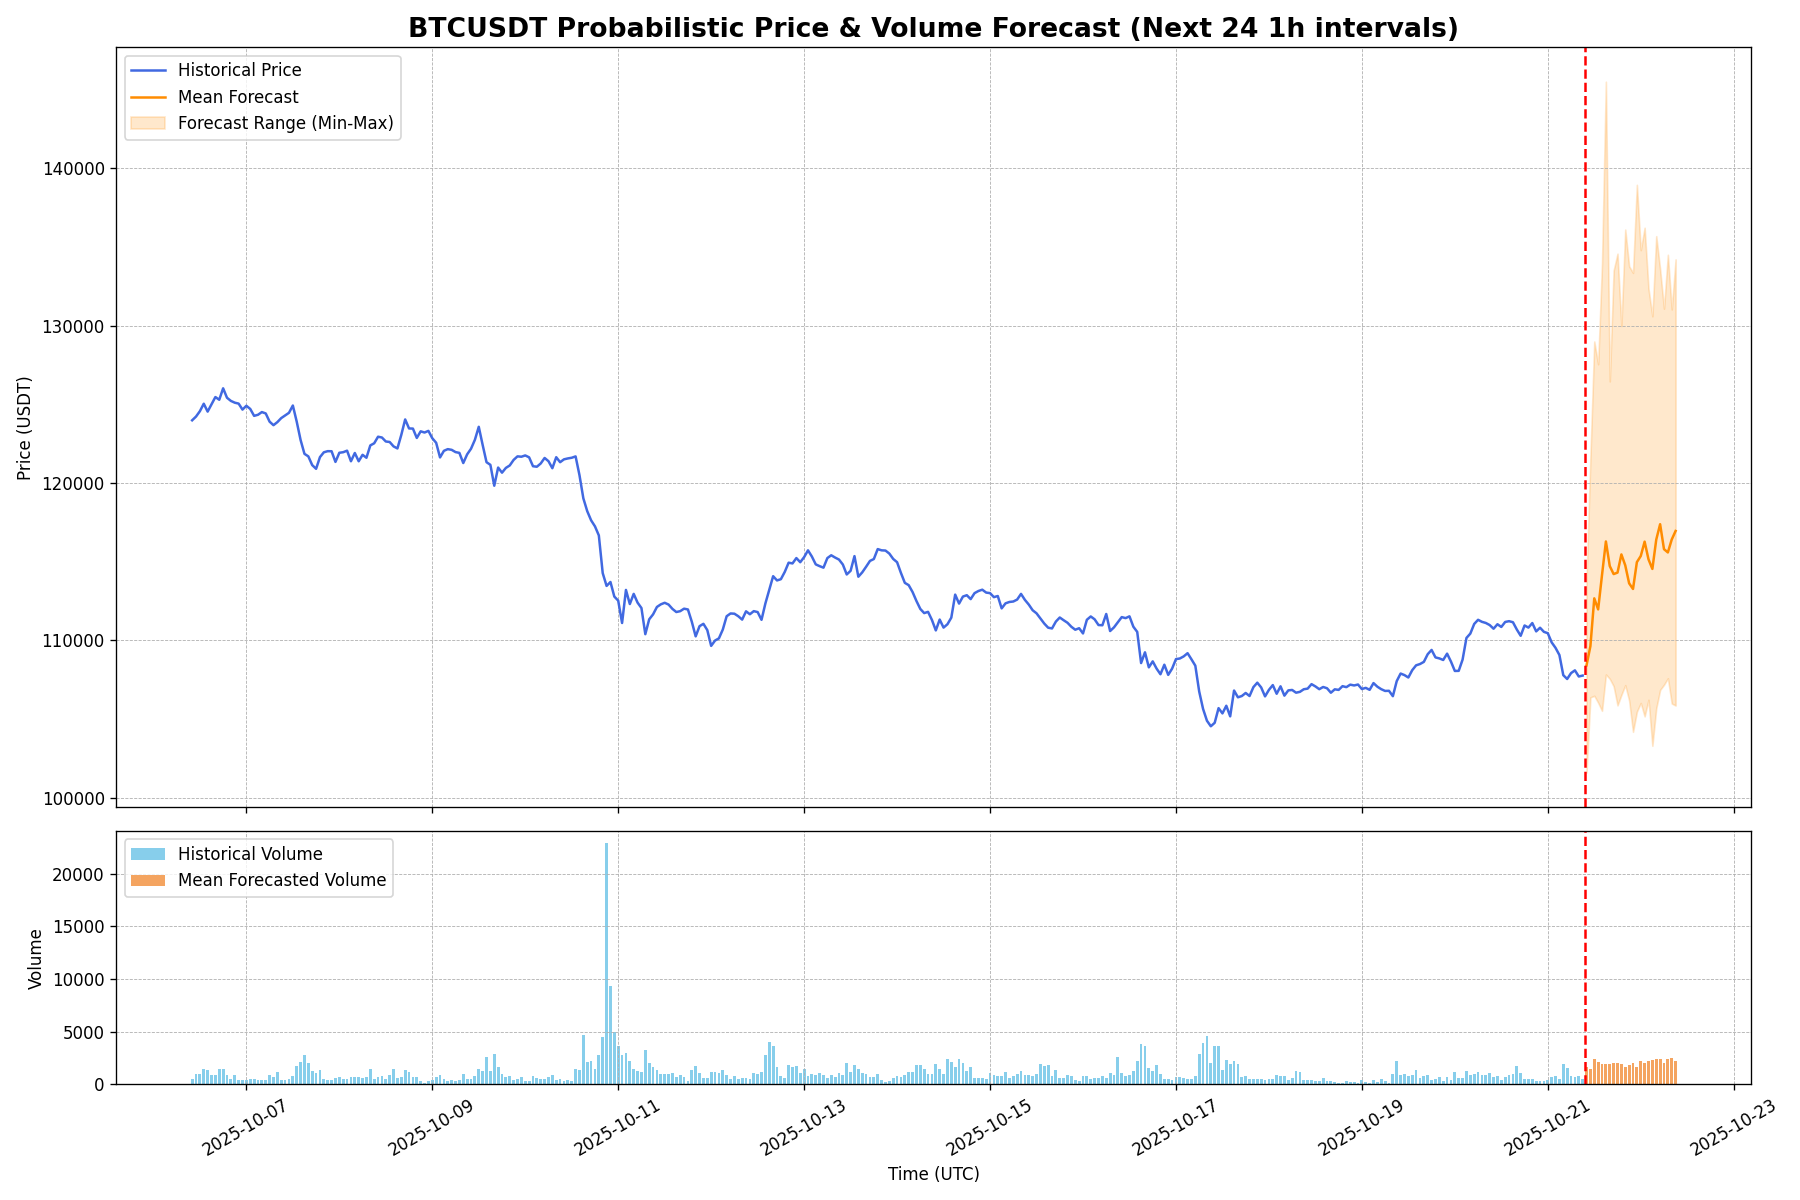 BTCUSDT Probabilistic Price & Volume Forecast (Next 24 1h intervals)
Historical Price
Mean Forecast
Forecast Range (Min-Max)
140000
130000
120000
110000
100000
Price (USDT)
Historical Volume
Mean Forecasted Volume
20000
15000
10000
5000
0
Volume
2025-10-07
2025-10-09
2025-10-11
2025-10-13
2025-10-15
2025-10-17
2025-10-19
2025-10-21
2025-10-23
Time (UTC)